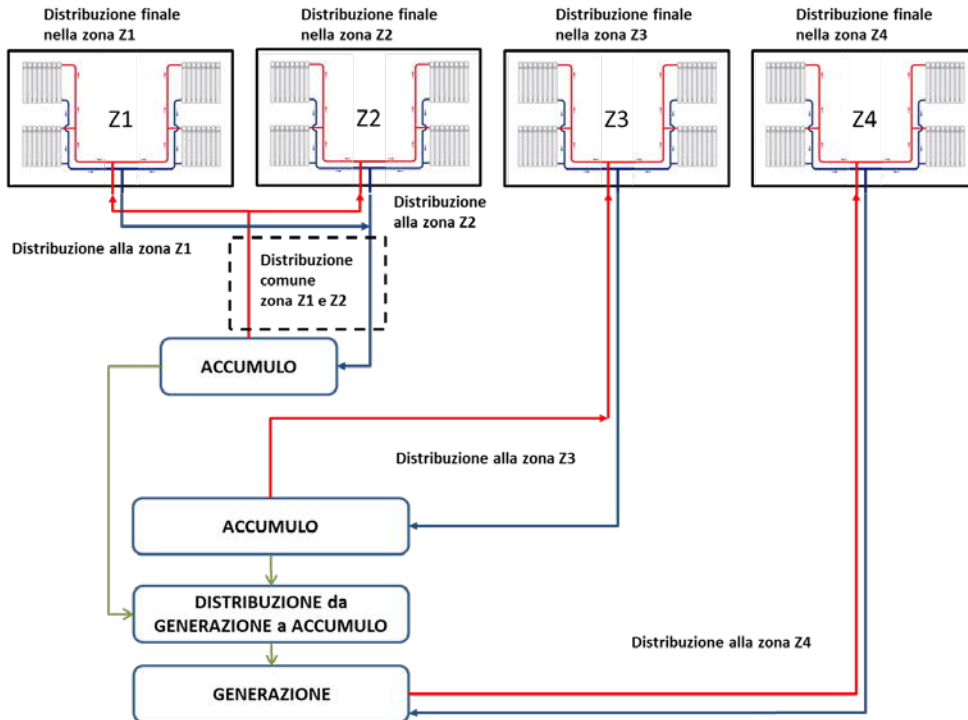 Distribuzione finale
nella zona Z1
Distribuzione finale
nella zona Z2
Distribuzione finale
nella zona Z3
Distribuzione finale
nella zona Z4
Z1
Z2
Z3
Z4
Distribuzione alla zona Z1
Distribuzione
alla zona Z2
Distribuzione
comune
zona Z1 e Z2
ACCUMULO
Distribuzione alla zona Z3
ACCUMULO
DISTRIBUZIONE da
GENERAZIONE a ACCUMULO
Distribuzione alla zona Z4
GENERAZIONE